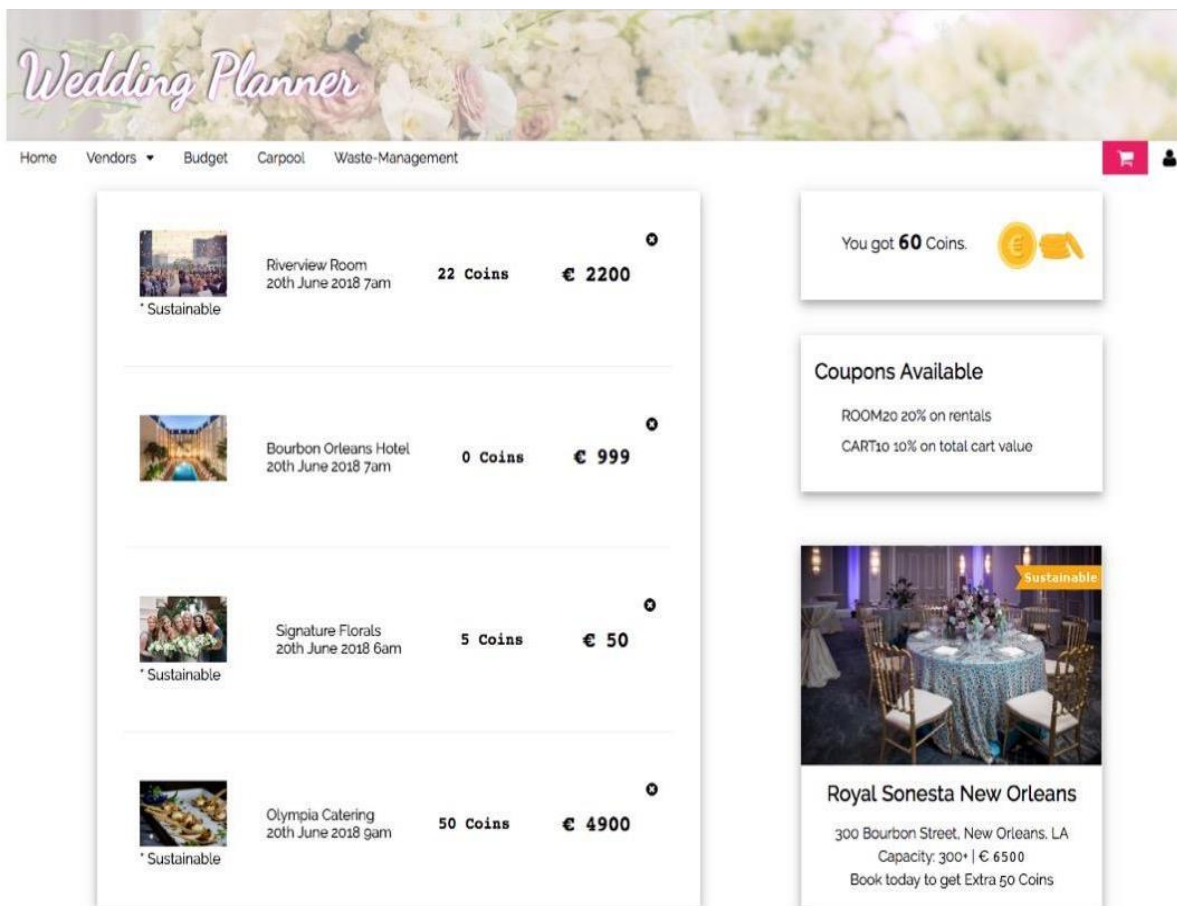 Wedding Planner
Home Vendors Budget Carpool Waste-Management
Riverview Room
20th June 2018 7am
22 Coins
€ 2200
* Sustainable
Bourbon Orleans Hotel
20th June 2018 7am
0 Coins
€ 999
Signature Florals
20th June 2018 6am
5 Coins
€ 50
* Sustainable
Olympia Catering
20th June 2018 9am
50 Coins
€ 4900
* Sustainable
You got 60 Coins.
€
Coupons Available
ROOM20 20% on rentals
CART10 10% on total cart value
Sustainable
Royal Sonesta New Orleans
300 Bourbon Street, New Orleans, LA
Capacity: 300+ | € 6500
Book today to get Extra 50 Coins